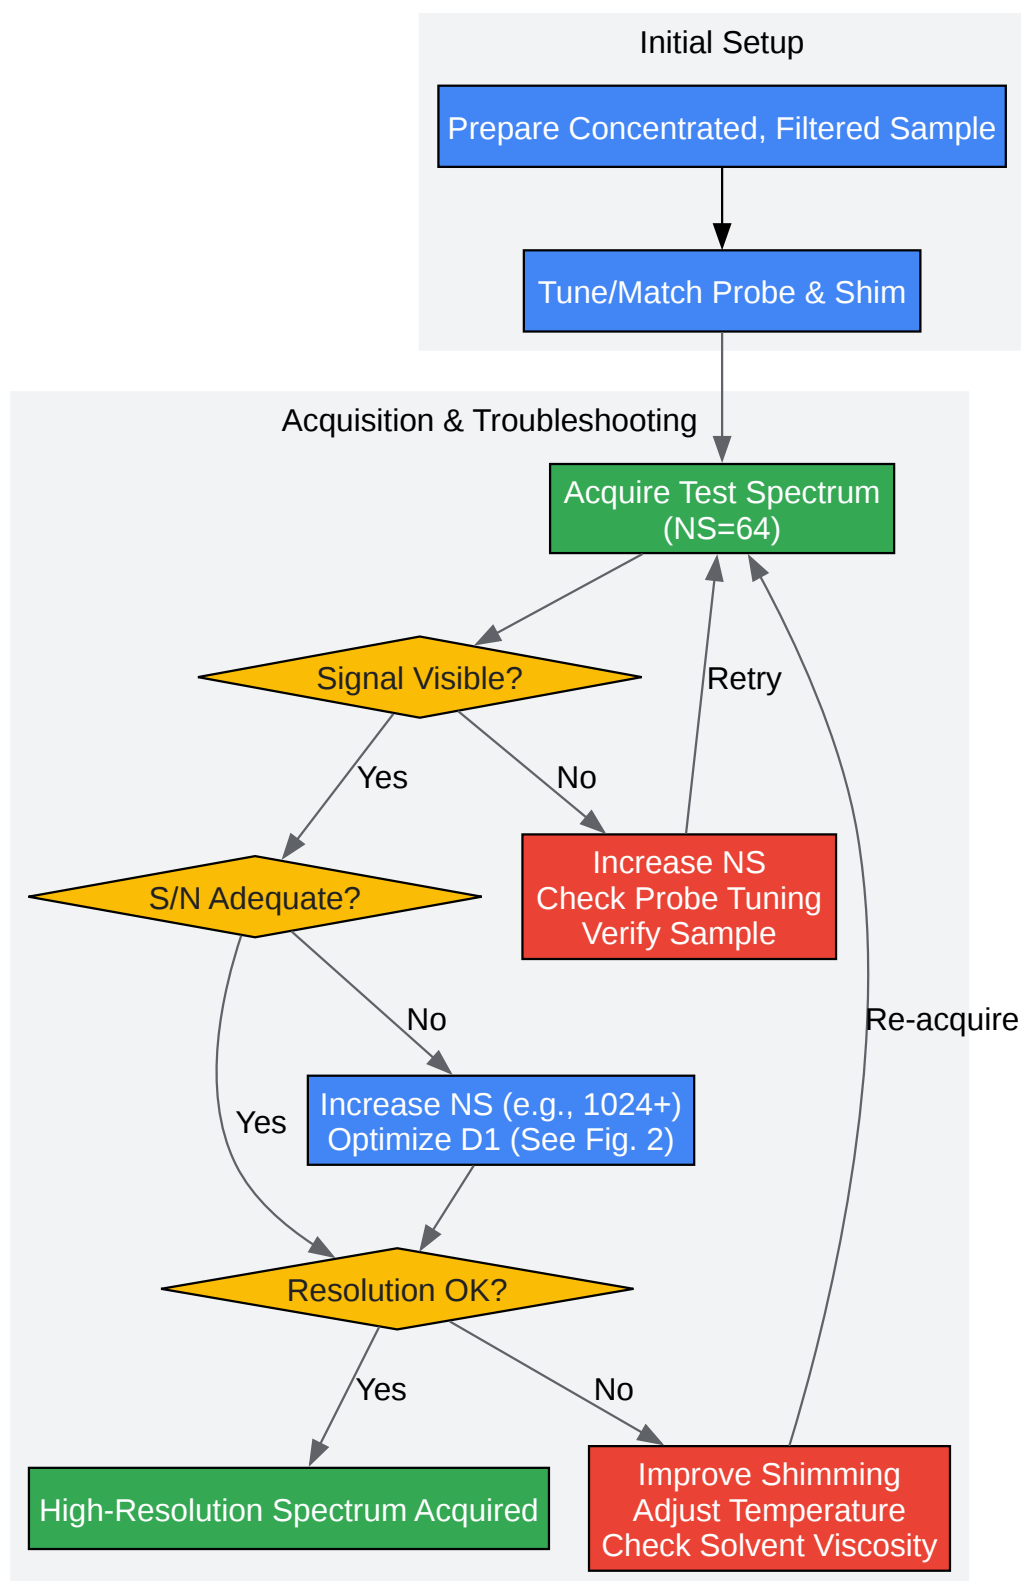 Initial Setup
Prepare Concentrated, Filtered Sample
Tune/Match Probe & Shim
Acquisition & Troubleshooting
Acquire Test Spectrum
(NS=64)
Signal Visible?
Retry
Yes
No
Increase NS
Check Probe Tuning
Verify Sample
S/N Adequate?
No
Re-acquire
Yes
Increase NS (e.g., 1024+)
Optimize D1 (See Fig. 2)
Resolution OK?
Yes
No
High-Resolution Spectrum Acquired
Improve Shimming
Adjust Temperature
Check Solvent Viscosity